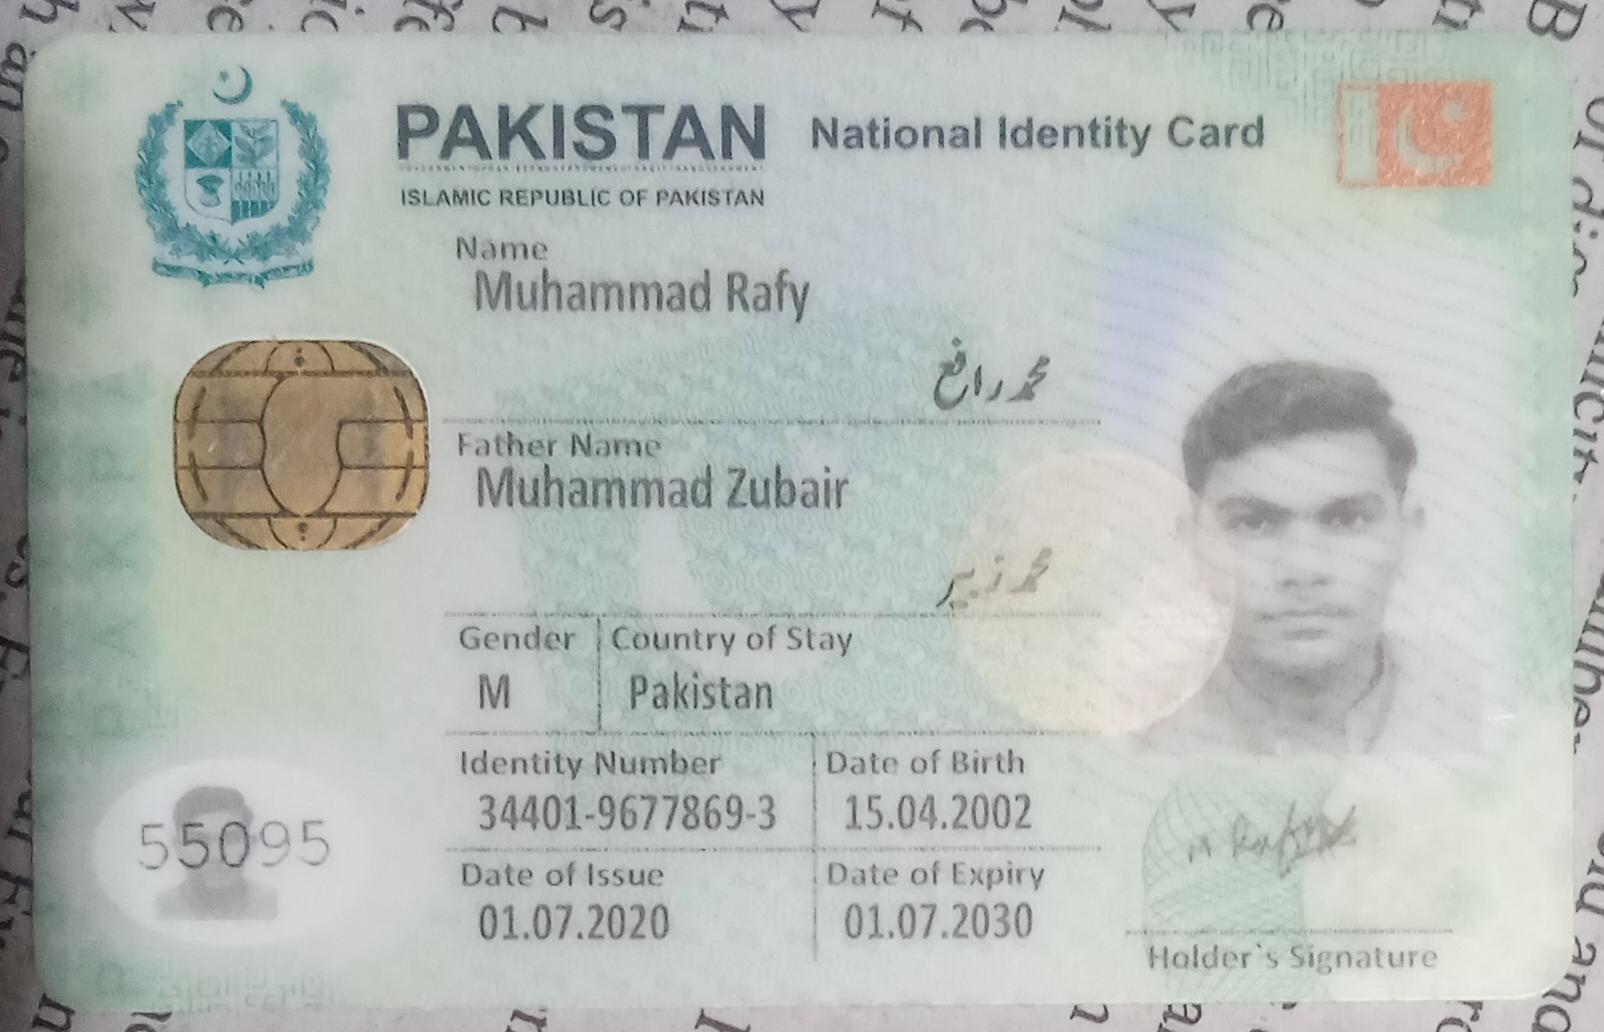 PAKISTAN National Identity Card
ISLAMIC REPUBLIC OF PAKISTAN
Name
Muhammad Rafy
محمد رافع
Father Name
Muhammad Zubair
محمد زبیر
Gender Country of Stay
M Pakistan
Identity Number Date of Birth
34401-9677869-3 15.04.2002
Date of Issue Date of Expiry
01.07.2020 01.07.2030
55095
Holder`s Signature